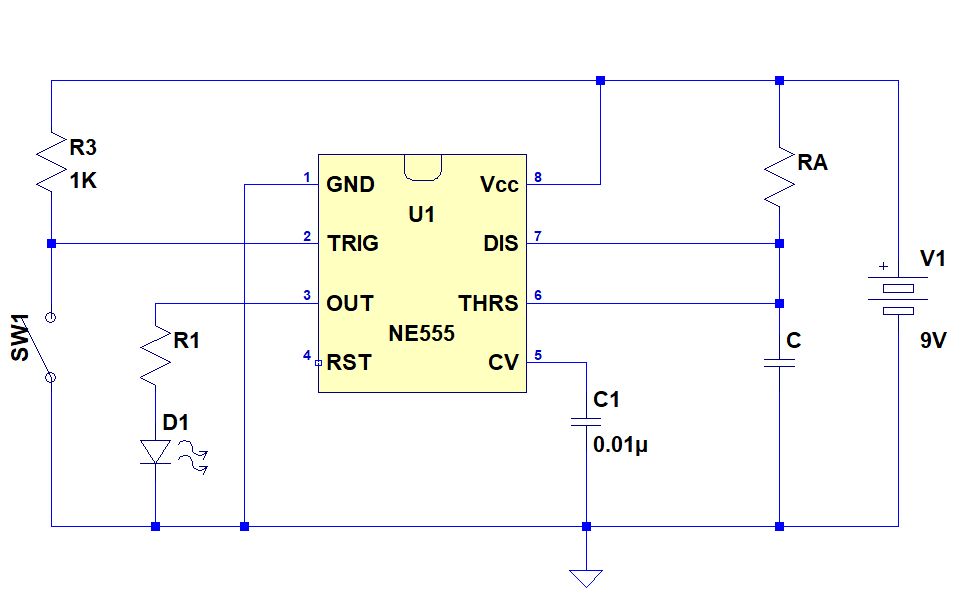 R3
1K
RA
1
GND
Vcc
8
U1
2
TRIG
DIS
7
3
OUT
THRS
6
SW1
R1
NE555
4
RST
CV
5
C
+
V1
9V
D1
C1
0.01µ